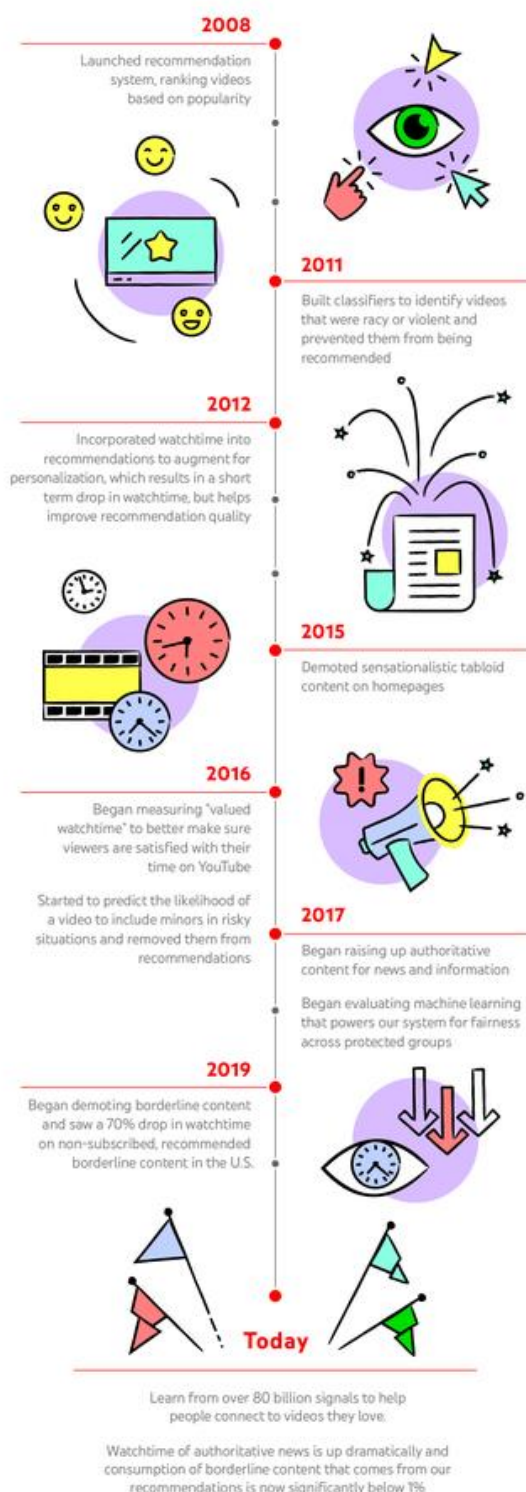 2008
Launched recommendation
system, ranking videos
based on popularity
2011
Built classifiers to identify videos
that were racy or violent and
prevented them from being
recommended
2012
Incorporated watchtime into
recommendations to augment for
personalization, which results in a short
term drop in watchtime, but helps
improve recommendation quality
2015
Demoted sensationalistic tabloid
content on homepages
2016
Began measuring "valued
watchtime" to better make sure
viewers are satisfied with their
time on YouTube
Started to predict the likelihood of
a video to include minors in risky
situations and removed them from
recommendations
2017
Began raising up authoritative
content for news and information
Began evaluating machine learning
that powers our system for fairness
across protected groups
2019
Began demoting borderline content
and saw a 70% drop in watchtime
on non-subscribed, recommended
borderline content in the U.S.
Today
Learn from over 80 billion signals to help
people connect to videos they love.
Watchtime of authoritative news is up dramatically and
consumption of borderline content that comes from our
recommendations is now significantly below 1%